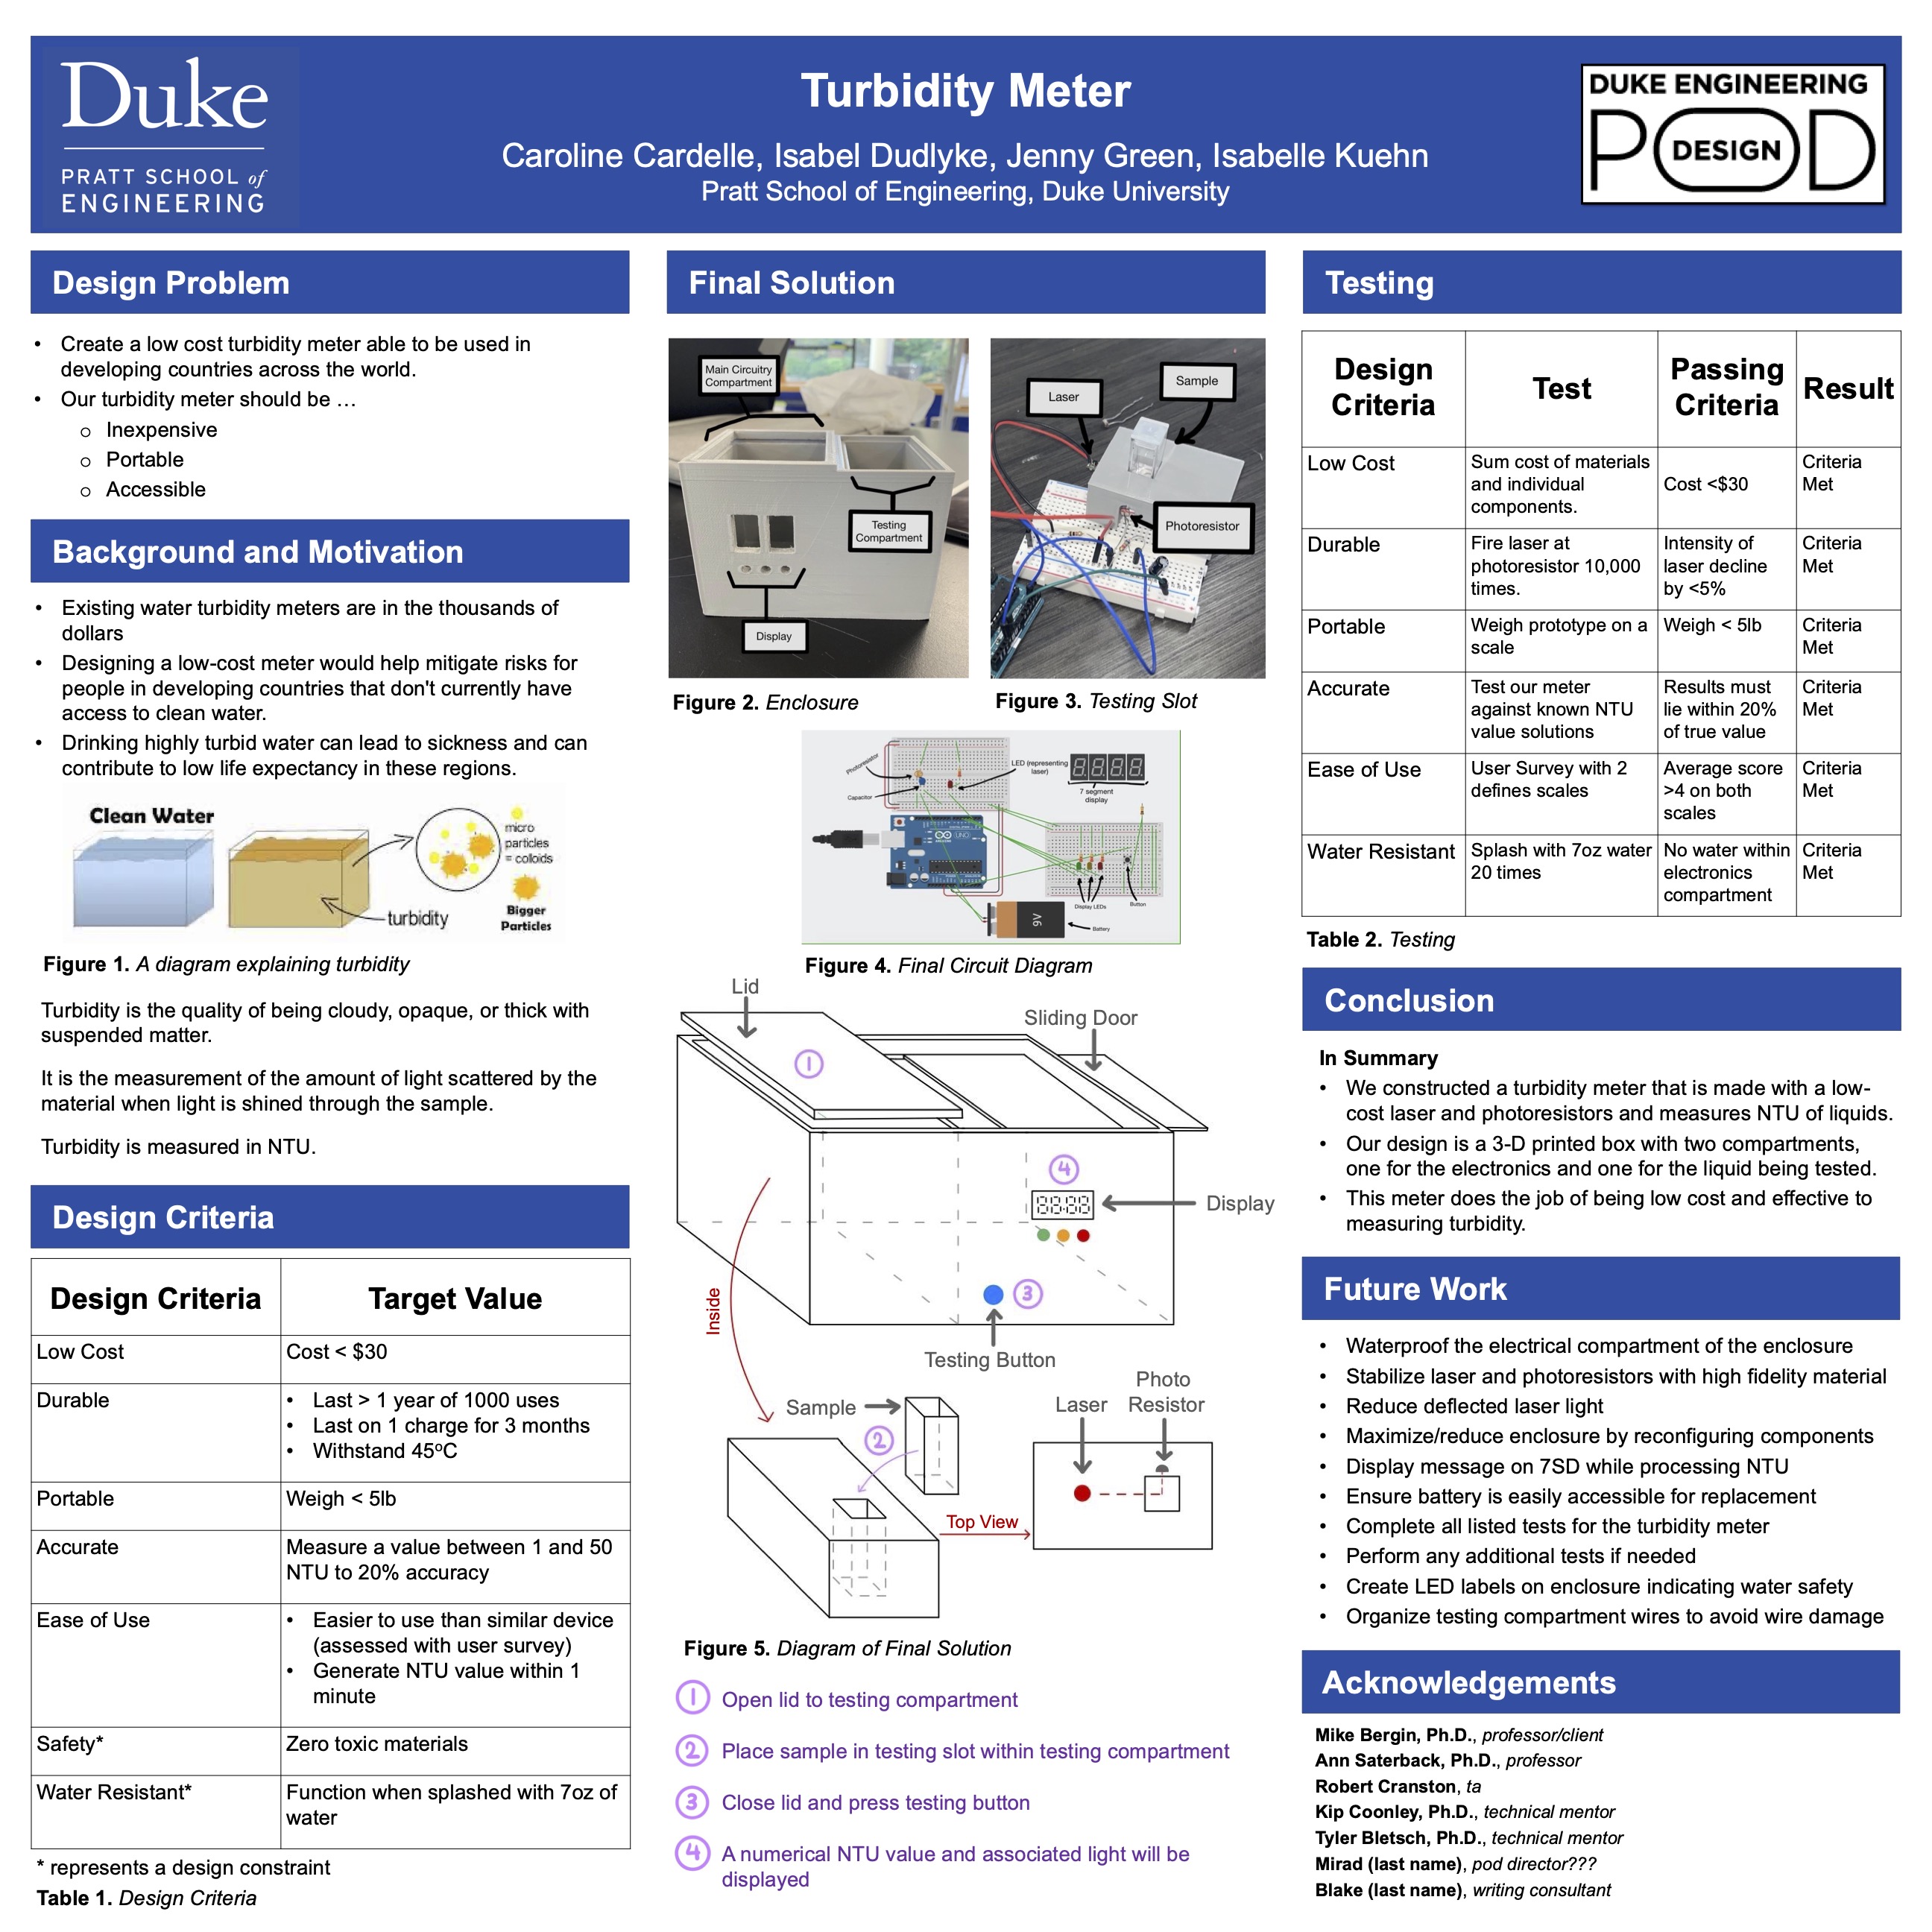 Duke
PRATT SCHOOL of
ENGINEERING
Turbidity Meter
Caroline Cardelle, Isabel Dudlyke, Jenny Green, Isabelle Kuehn
Pratt School of Engineering, Duke University
DUKE ENGINEERING
POD
DESIGN
Design Problem
• Create a low cost turbidity meter able to be used in
developing countries across the world.
• Our turbidity meter should be …
o Inexpensive
o Portable
o Accessible
Background and Motivation
• Existing water turbidity meters are in the thousands of
dollars
• Designing a low-cost meter would help mitigate risks for
people in developing countries that don't currently have
access to clean water.
• Drinking highly turbid water can lead to sickness and can
contribute to low life expectancy in these regions.
Clean Water
micro
particles
= colloids
turbidity
Bigger
Particles
Figure 1. A diagram explaining turbidity
Turbidity is the quality of being cloudy, opaque, or thick with
suspended matter.
It is the measurement of the amount of light scattered by the
material when light is shined through the sample.
Turbidity is measured in NTU.
Design Criteria
Design Criteria Target Value
Low Cost Cost < $30
Durable • Last > 1 year of 1000 uses
• Last on 1 charge for 3 months
• Withstand 45ºC
Portable Weigh < 5lb
Accurate Measure a value between 1 and 50
NTU to 20% accuracy
Ease of Use • Easier to use than similar device
(assessed with user survey)
• Generate NTU value within 1
minute
Safety* Zero toxic materials
Water Resistant* Function when splashed with 7oz of
water
* represents a design constraint
Table 1. Design Criteria
Final Solution
Main Circuitry
Compartment
Testing
Compartment
Display
Figure 2. Enclosure
Laser
Sample
Photoresistor
Figure 3. Testing Slot
Photoresistor
Capacitor
LED (representing
laser)
7 segment
display
UNO
9V
Display LEDs
Button
Battery
Figure 4. Final Circuit Diagram
Lid
Sliding Door
1
4
Display
Inside
3
Testing Button
Sample
2
Top View
Laser
Photo
Resistor
Figure 5. Diagram of Final Solution
1 Open lid to testing compartment
2 Place sample in testing slot within testing compartment
3 Close lid and press testing button
4 A numerical NTU value and associated light will be
displayed
Testing
Design
Criteria
Test
Passing
Criteria
Result
Low Cost
Sum cost of materials
and individual
components.
Cost <$30
Criteria
Met
Durable
Fire laser at
photoresistor 10,000
times.
Intensity of
laser decline
by <5%
Criteria
Met
Portable
Weigh prototype on a
scale
Weigh < 5lb
Criteria
Met
Accurate
Test our meter
against known NTU
value solutions
Results must
lie within 20%
of true value
Criteria
Met
Ease of Use
User Survey with 2
defines scales
Average score
>4 on both
scales
Criteria
Met
Water Resistant
Splash with 7oz water
20 times
No water within
electronics
compartment
Criteria
Met
Table 2. Testing
Conclusion
In Summary
• We constructed a turbidity meter that is made with a low-
cost laser and photoresistors and measures NTU of liquids.
• Our design is a 3-D printed box with two compartments,
one for the electronics and one for the liquid being tested.
• This meter does the job of being low cost and effective to
measuring turbidity.
Future Work
• Waterproof the electrical compartment of the enclosure
• Stabilize laser and photoresistors with high fidelity material
• Reduce deflected laser light
• Maximize/reduce enclosure by reconfiguring components
• Display message on 7SD while processing NTU
• Ensure battery is easily accessible for replacement
• Complete all listed tests for the turbidity meter
• Perform any additional tests if needed
• Create LED labels on enclosure indicating water safety
• Organize testing compartment wires to avoid wire damage
Acknowledgements
Mike Bergin, Ph.D., professor/client
Ann Saterback, Ph.D., professor
Robert Cranston, ta
Kip Coonley, Ph.D., technical mentor
Tyler Bletsch, Ph.D., technical mentor
Mirad (last name), pod director???
Blake (last name), writing consultant